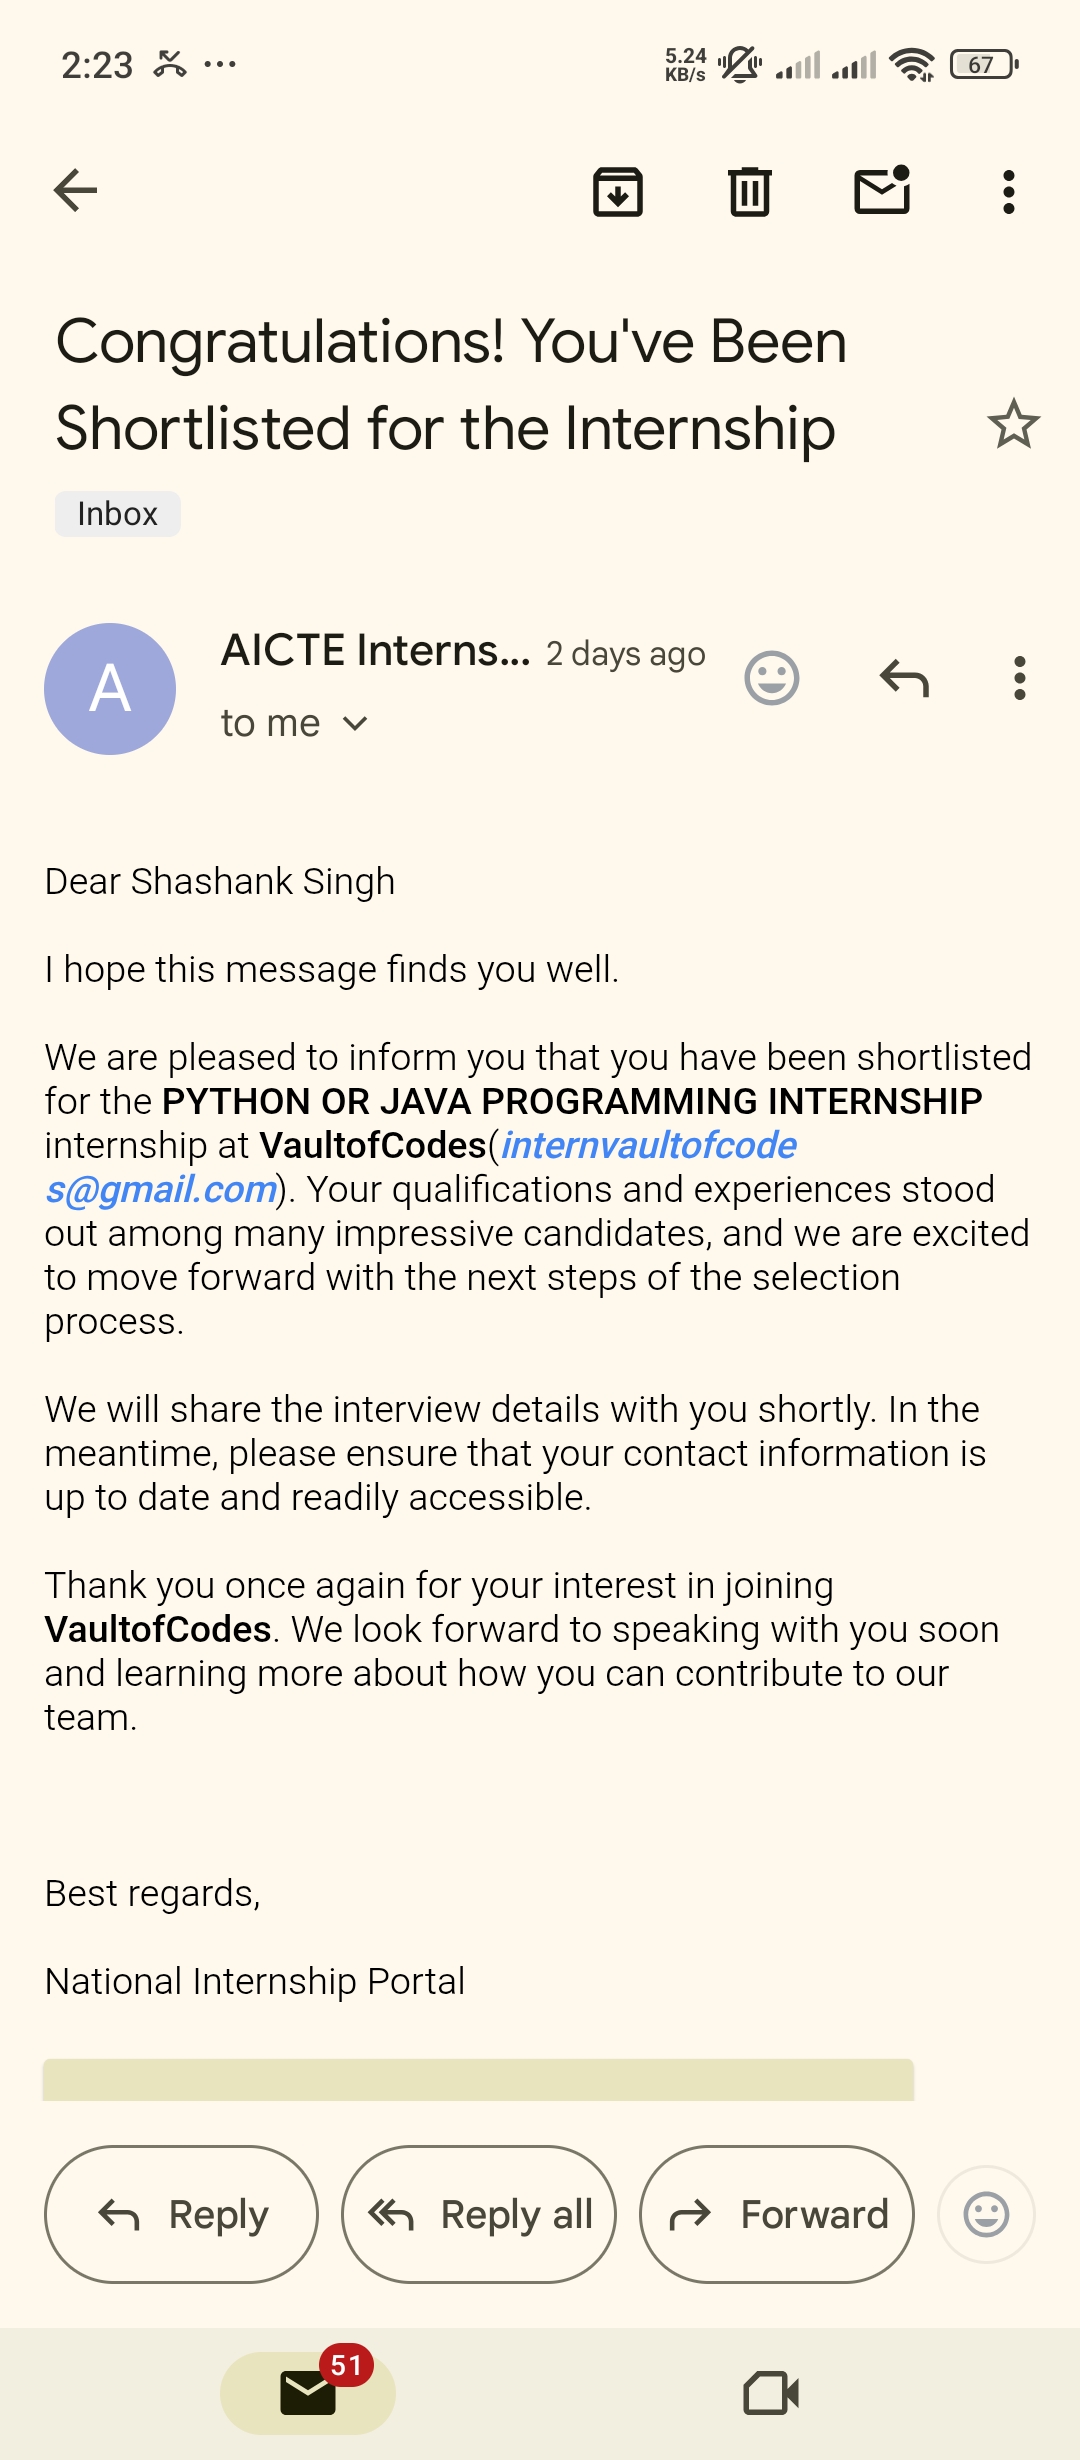 2:23
5.24
KB/s
67
Congratulations! You've Been
Shortlisted for the Internship
Inbox
A
AICTE Interns... 2 days ago
to me
Dear Shashank Singh
I hope this message finds you well.
We are pleased to inform you that you have been shortlisted
for the PYTHON OR JAVA PROGRAMMING INTERNSHIP
internship at VaultofCodes(internvaultofcode
s@gmail.com). Your qualifications and experiences stood
out among many impressive candidates, and we are excited
to move forward with the next steps of the selection
process.
We will share the interview details with you shortly. In the
meantime, please ensure that your contact information is
up to date and readily accessible.
Thank you once again for your interest in joining
VaultofCodes. We look forward to speaking with you soon
and learning more about how you can contribute to our
team.
Best regards,
National Internship Portal
Reply
Reply all
Forward
51